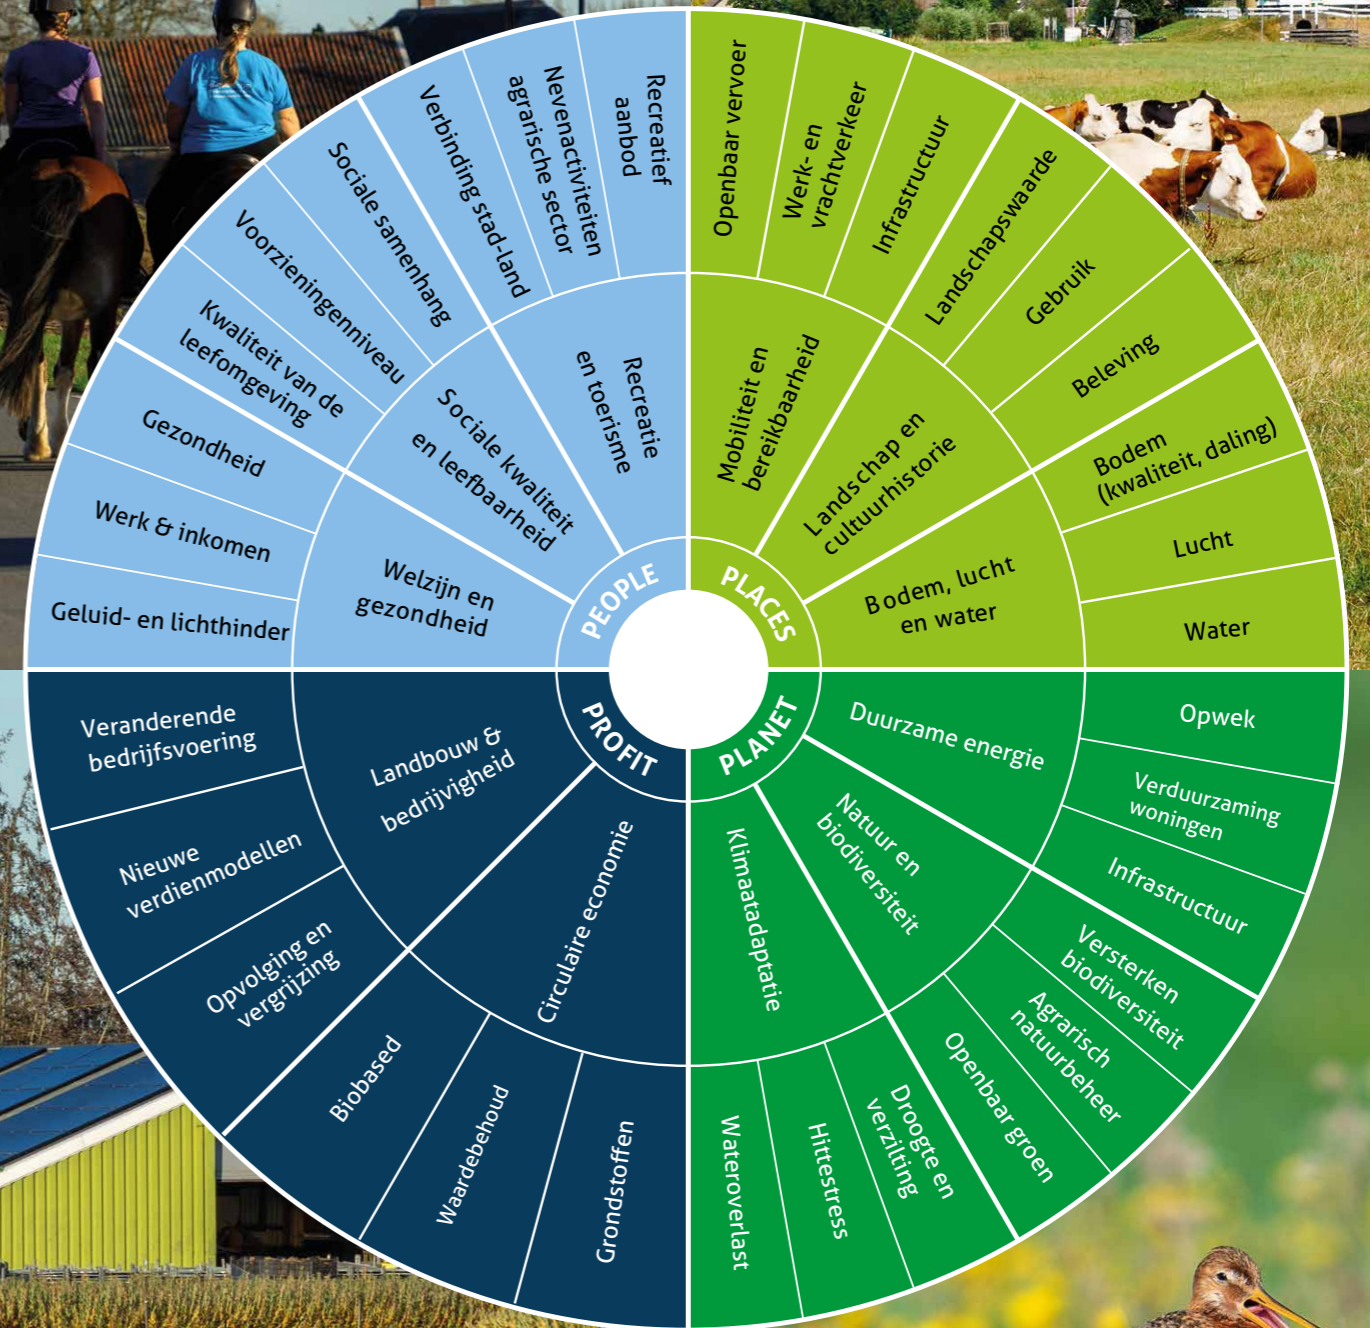 PEOPLE
Recreatie
en toerisme
Recreatief
aanbod
Nevenactiviteiten
agrarische sector
Verbinding stad-land
Sociale kwaliteit
en leefbaarheid
Sociale samenhang
Voorzieningenniveau
Kwaliteit van de
leefomgeving
Welzijn en
gezondheid
Gezondheid
Werk & inkomen
Geluid- en lichthinder
PLACES
Mobiliteit en
bereikbaarheid
Openbaar vervoer
Werk- en
vrachtverkeer
Infrastructuur
Landschap en
cultuurhistorie
Landschapswaarde
Gebruik
Beleving
Bodem, lucht
en water
Bodem
(kwaliteit, daling)
Lucht
Water
PLANET
Duurzame energie
Opwek
Verduurzaming
woningen
Infrastructuur
Natuur en
biodiversiteit
Versterken
biodiversiteit
Agrarisch
natuurbeheer
Openbaar groen
Klimaatadaptatie
Droogte en
verzilting
Hittestress
Wateroverlast
PROFIT
Landbouw &
bedrijvigheid
Veranderende
bedrijfsvoering
Nieuwe
verdienmodellen
Opvolging en
vergrijzing
Circulaire economie
Biobased
Waardebehoud
Grondstoffen